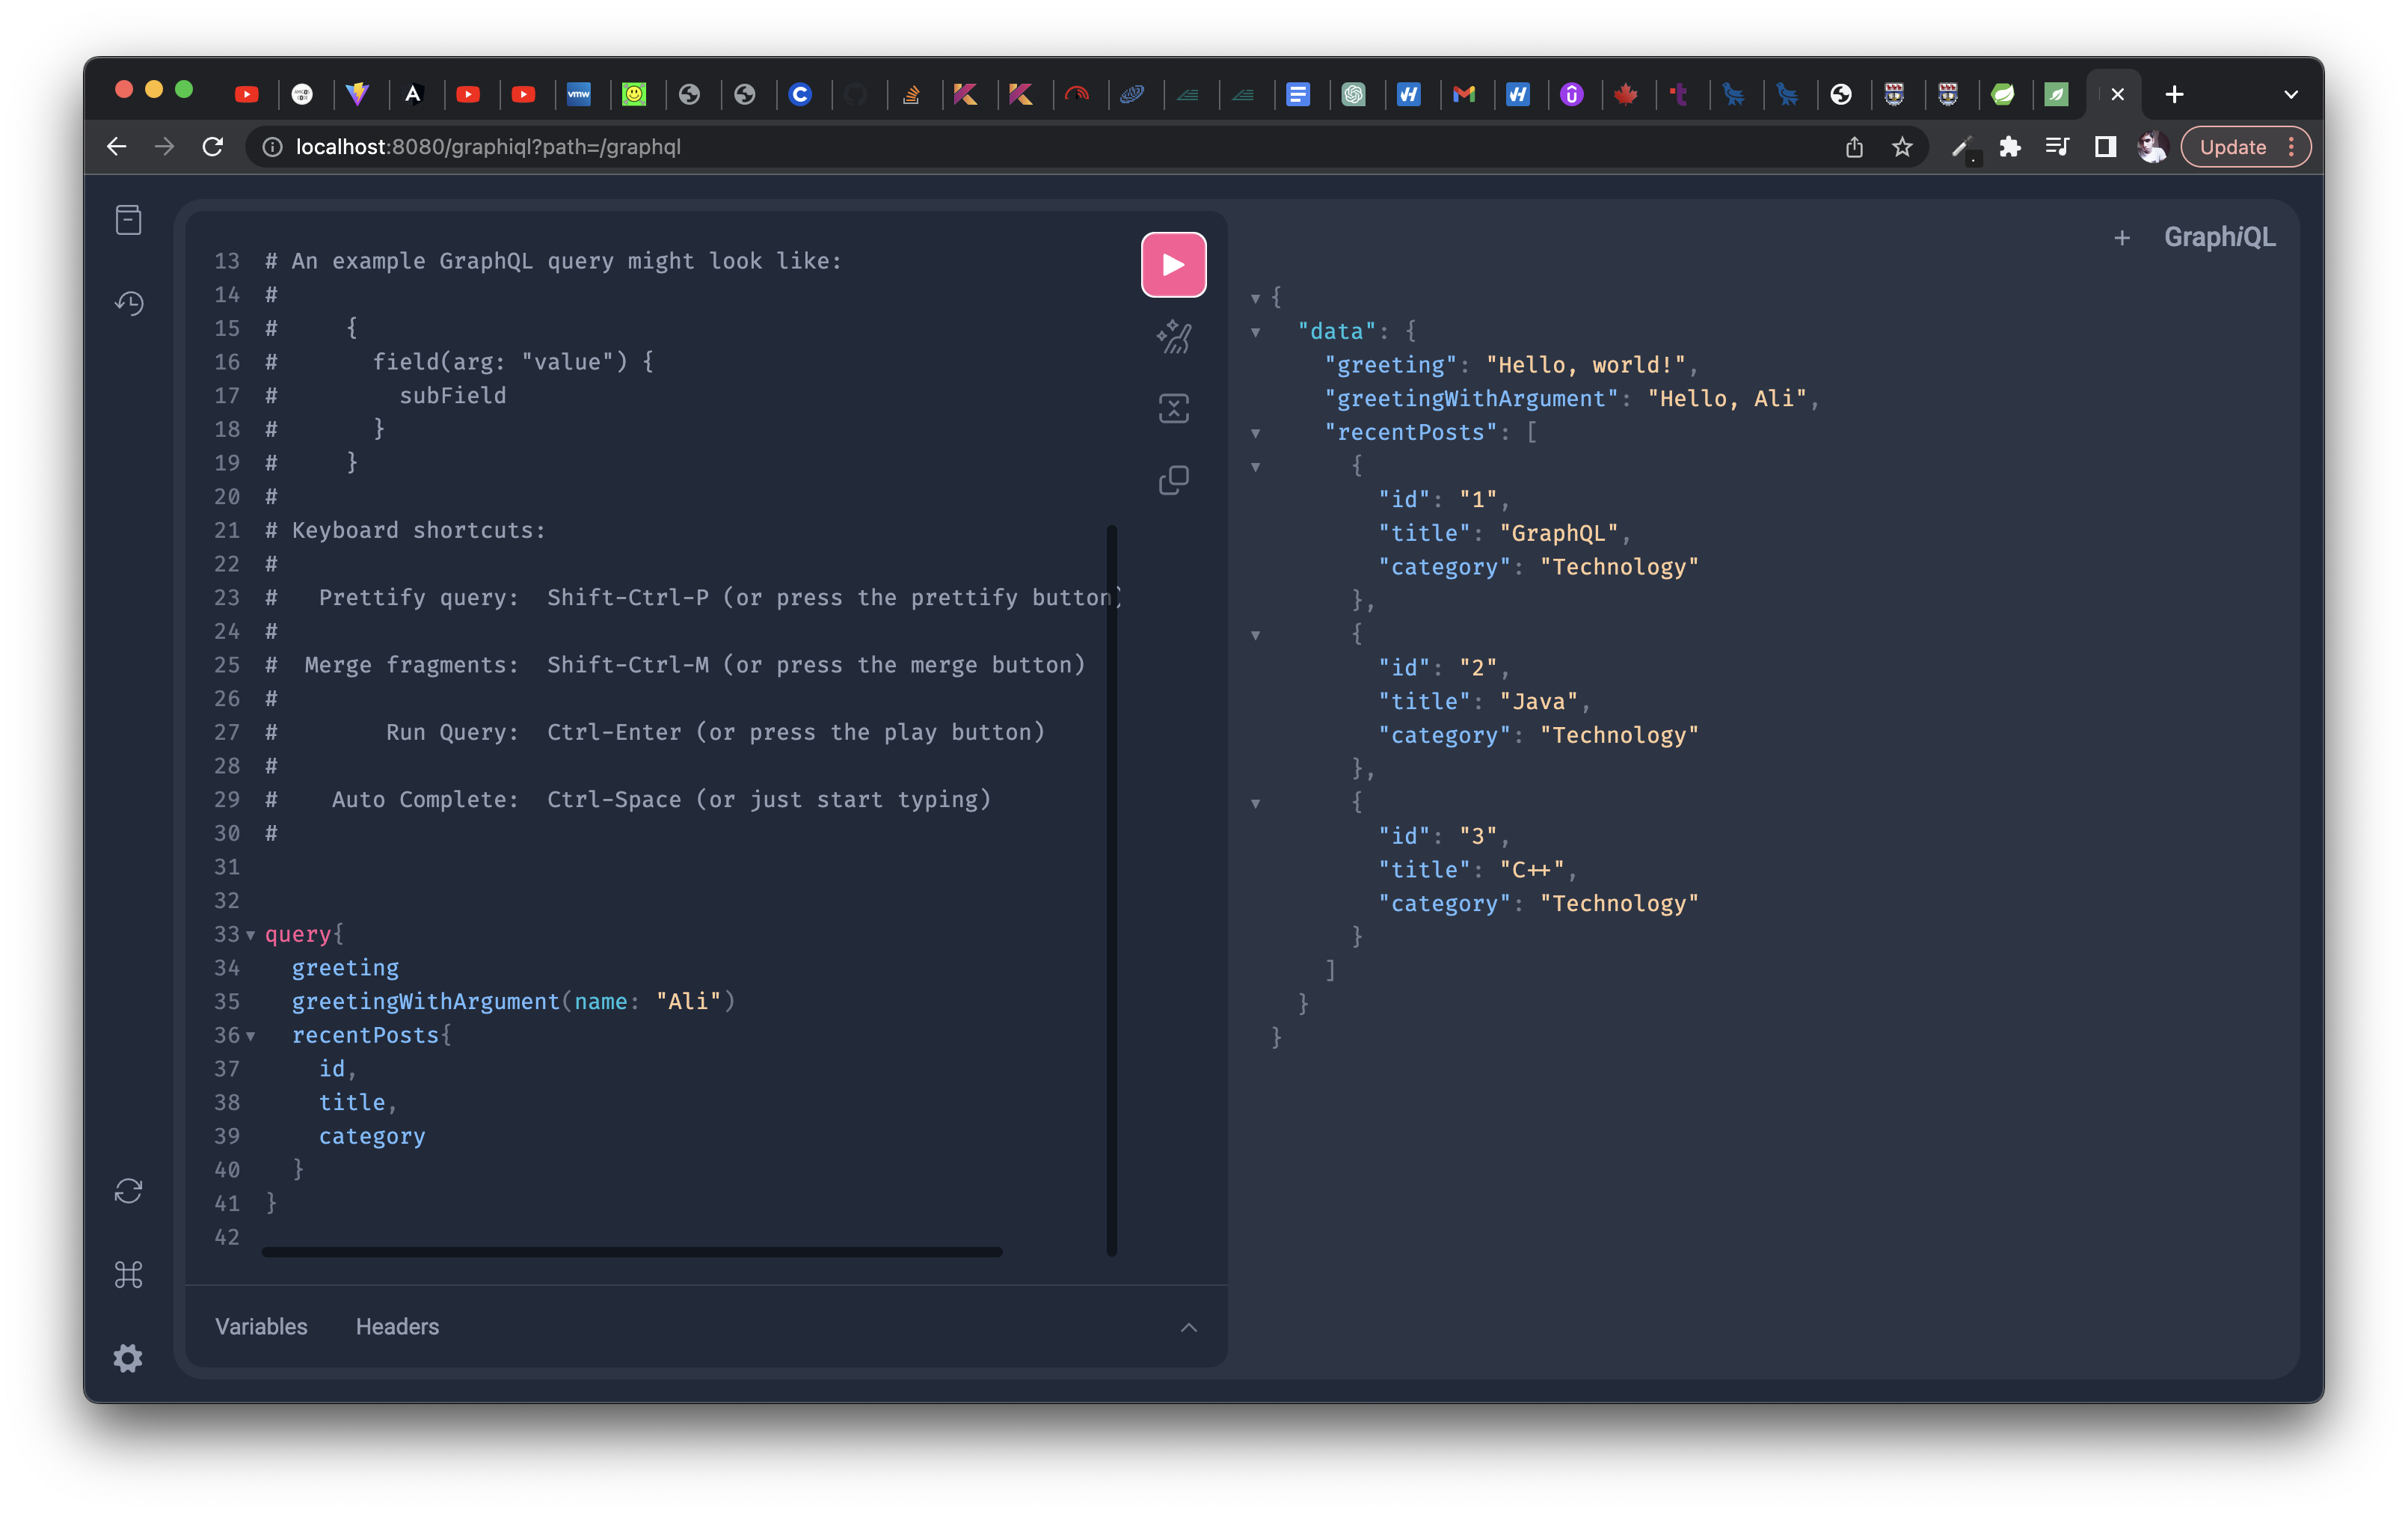 vmw
localhost:8080/graphiql?path=/graphql
Update
+ GraphiQL
13 # An example GraphQL query might look like:
14 #
15 #     {
16 #       field(arg: "value") {
17 #         subField
18 #       }
19 #     }
20 #
21 # Keyboard shortcuts:
22 #
23 #   Prettify query:  Shift-Ctrl-P (or press the prettify button)
24 #
25 #  Merge fragments:  Shift-Ctrl-M (or press the merge button)
26 #
27 #        Run Query:  Ctrl-Enter (or press the play button)
28 #
29 #    Auto Complete:  Ctrl-Space (or just start typing)
30 #
31
32
33 query{
34   greeting
35   greetingWithArgument(name: "Ali")
36   recentPosts{
37     id,
38     title,
39     category
40   }
41 }
42
Variables Headers
{
  "data": {
    "greeting": "Hello, world!",
    "greetingWithArgument": "Hello, Ali",
    "recentPosts": [
      {
        "id": "1",
        "title": "GraphQL",
        "category": "Technology"
      },
      {
        "id": "2",
        "title": "Java",
        "category": "Technology"
      },
      {
        "id": "3",
        "title": "C++",
        "category": "Technology"
      }
    ]
  }
}